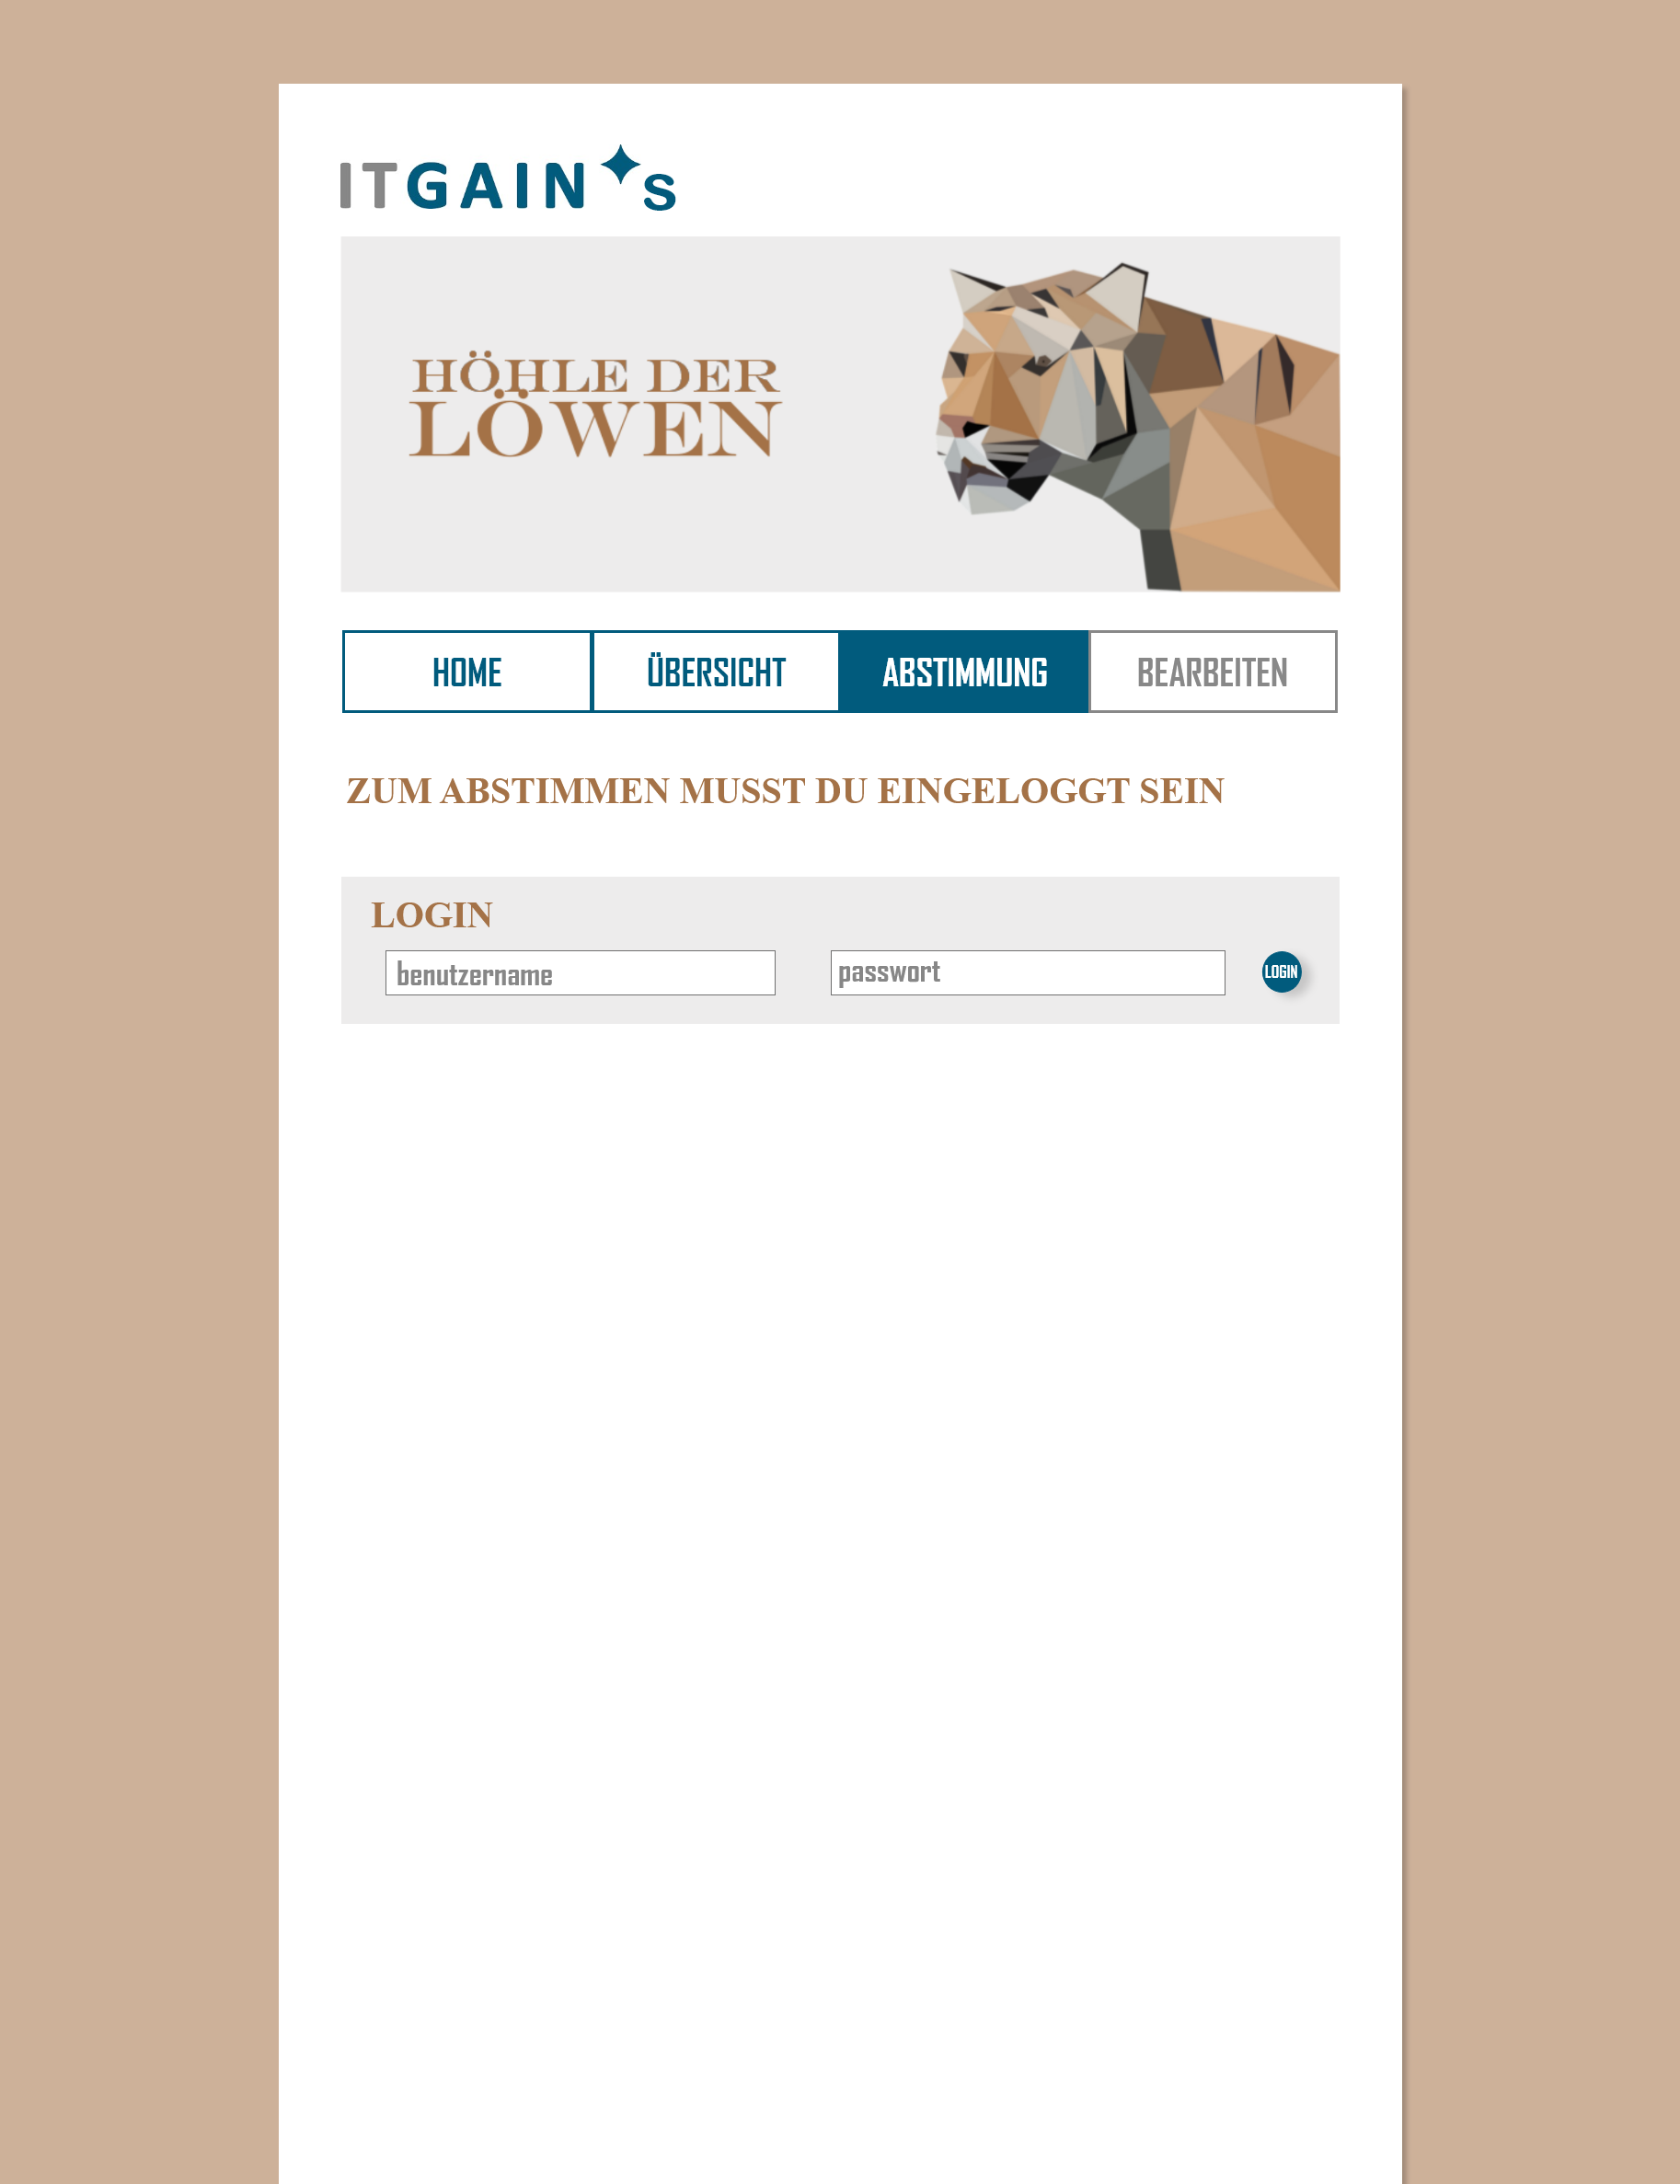 ITGAIN's
HÖHLE DER
LÖWEN
HOME ÜBERSICHT ABSTIMMUNG BEARBEITEN
ZUM ABSTIMMEN MUSST DU EINGELOGGT SEIN
LOGIN
benutzername passwort LOGIN